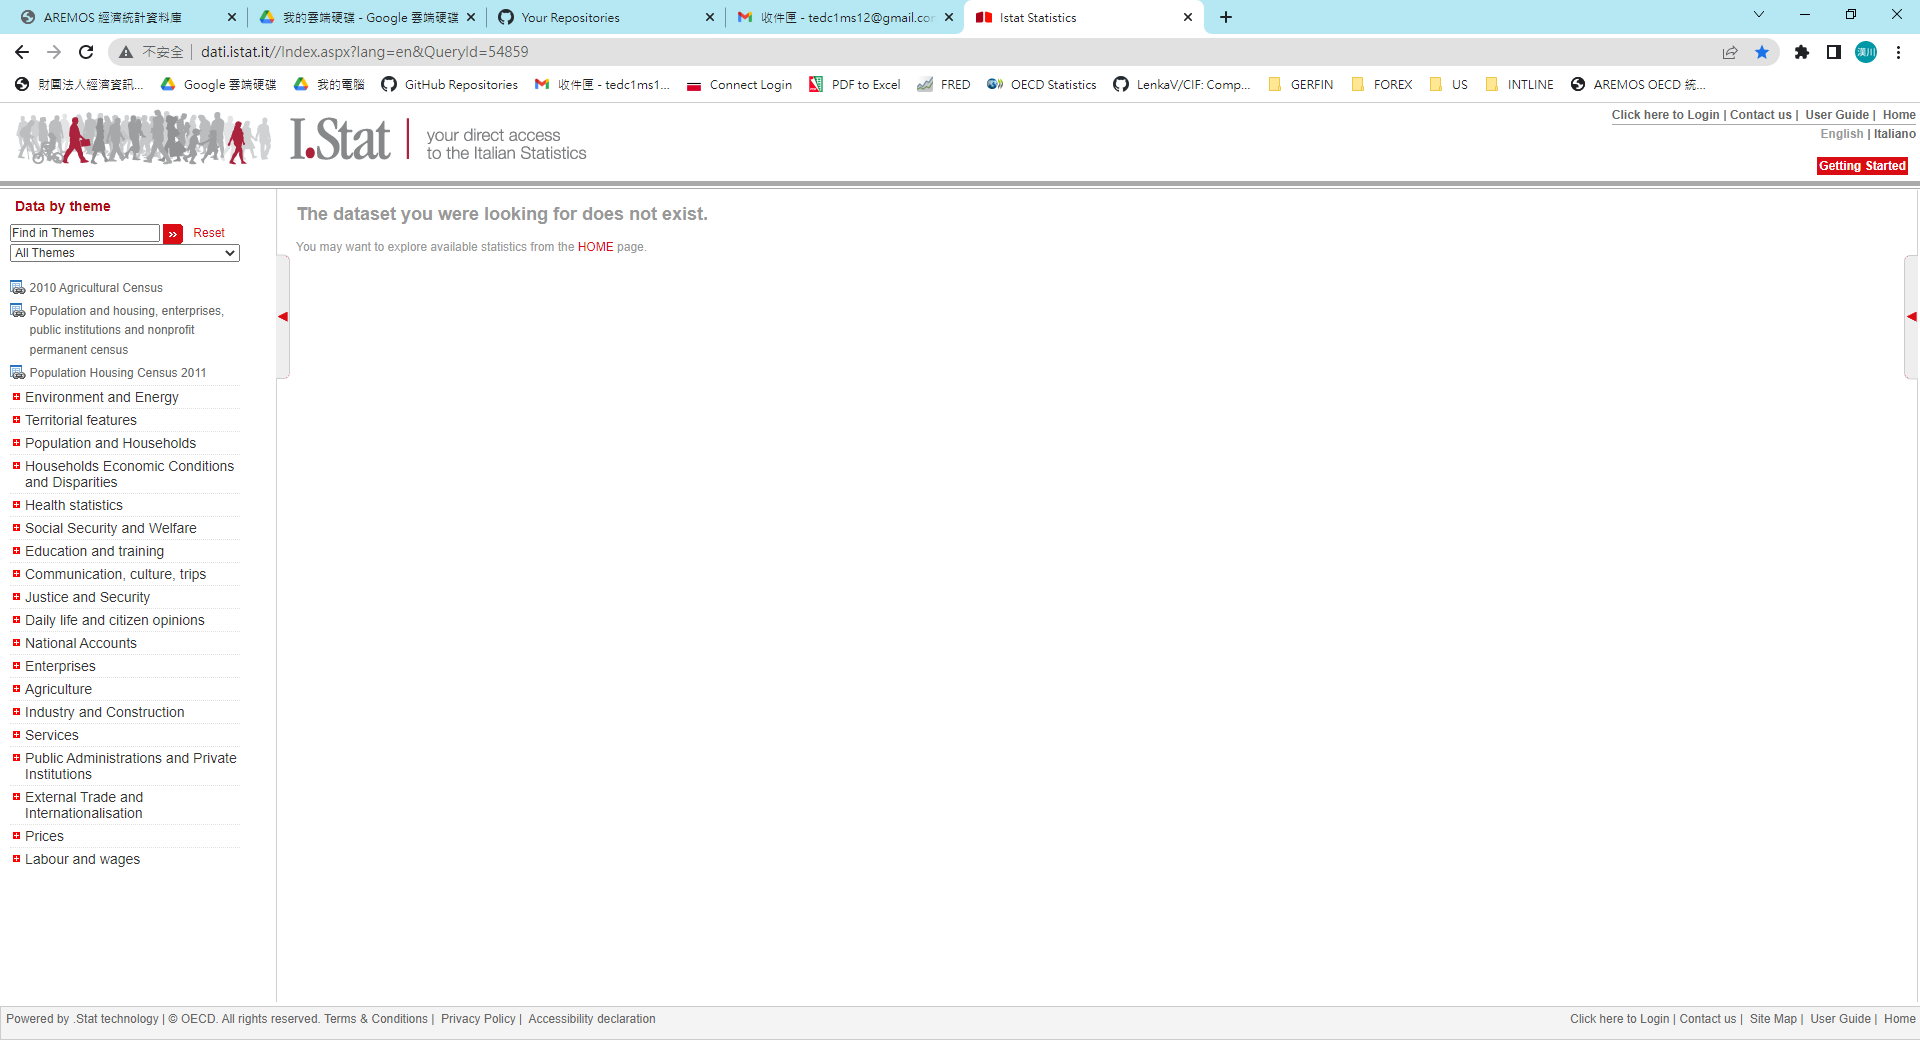 AREMOS 經濟統計資料庫
我的雲端硬碟 - Google 雲端硬碟
Your Repositories
收件匣 - tedc1ms12@gmail.com
Istat Statistics
不安全 dati.istat.it//Index.aspx?lang=en&QueryId=54859
漢川
財團法人經濟資訊...
Google 雲端硬碟
我的電腦
GitHub Repositories
收件匣 - tedc1ms1...
Connect Login
PDF to Excel
FRED
OECD Statistics
LenkaV/CIF: Comp...
GERFIN
FOREX
US
INTLINE
AREMOS OECD 統...
I.Stat
your direct access
to the Italian Statistics
Click here to Login | Contact us | User Guide | Home
English | Italiano
Getting Started
Data by theme
Find in Themes
Reset
All Themes
2010 Agricultural Census
Population and housing, enterprises,
public institutions and nonprofit
permanent census
Population Housing Census 2011
Environment and Energy
Territorial features
Population and Households
Households Economic Conditions
and Disparities
Health statistics
Social Security and Welfare
Education and training
Communication, culture, trips
Justice and Security
Daily life and citizen opinions
National Accounts
Enterprises
Agriculture
Industry and Construction
Services
Public Administrations and Private
Institutions
External Trade and
Internationalisation
Prices
Labour and wages
The dataset you were looking for does not exist.
You may want to explore available statistics from the HOME page.
Powered by .Stat technology | © OECD. All rights reserved. Terms & Conditions | Privacy Policy | Accessibility declaration
Click here to Login | Contact us | Site Map | User Guide | Home